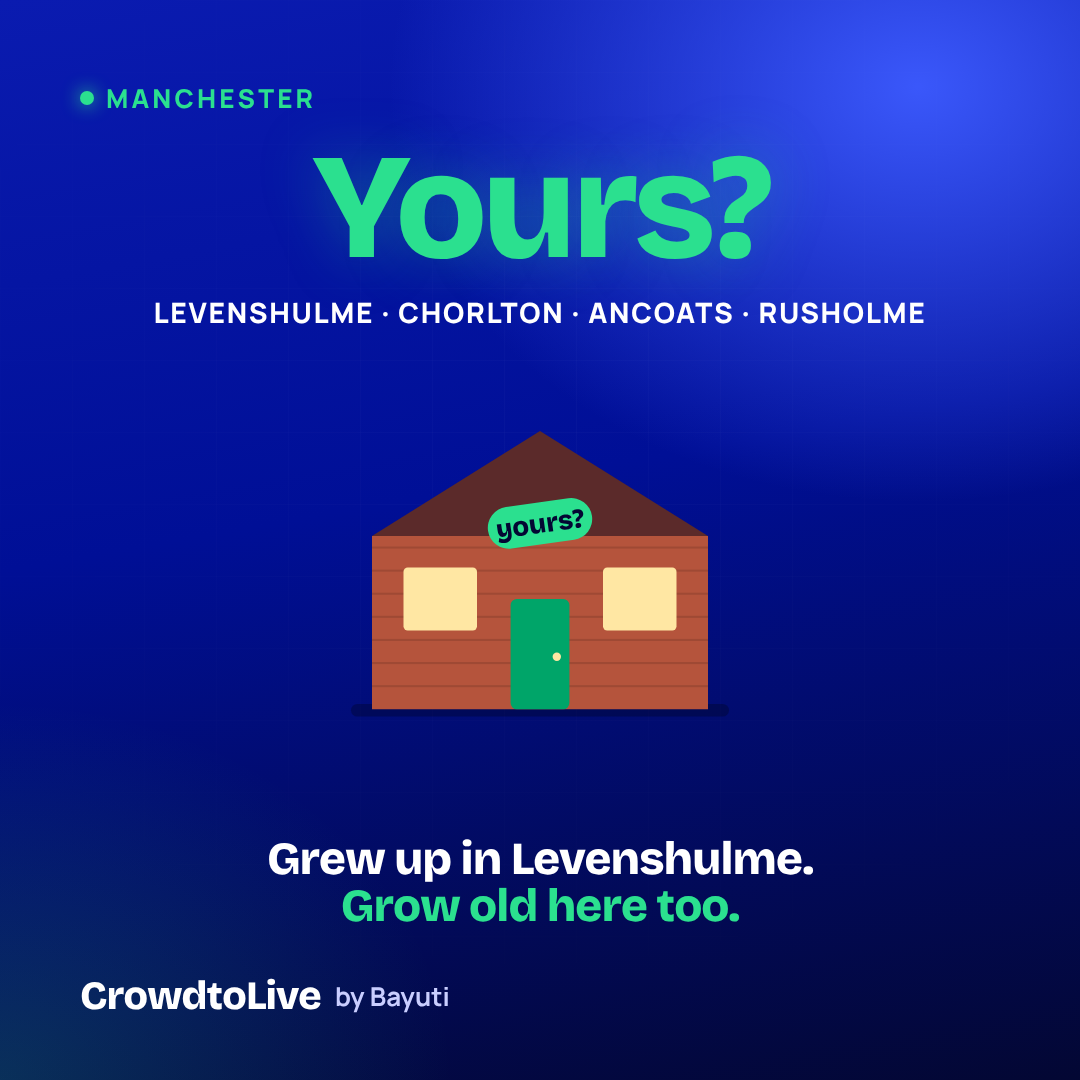 MANCHESTER
Yours?
LEVENSHULME · CHORLTON · ANCOATS · RUSHOLME
yours?
Grew up in Levenshulme.
Grow old here too.
CrowdtoLive by Bayuti